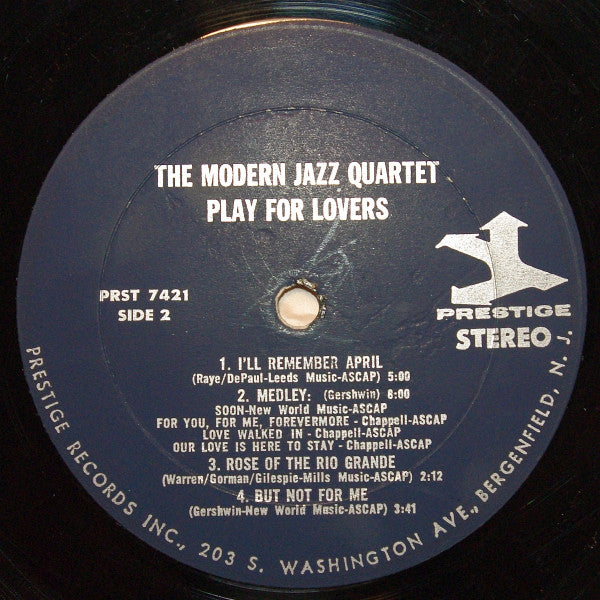 THE MODERN JAZZ QUARTET
PLAY FOR LOVERS
PRST 7421
SIDE 2
PRESTIGE
STEREO
1. I'LL REMEMBER APRIL
(Raye/DePaul-Leeds Music-ASCAP) 5:00
2. MEDLEY: (Gershwin) 6:00
SOON-New World Music-ASCAP
FOR YOU, FOR ME, FOREVERMORE - Chappell-ASCAP
LOVE WALKED IN - Chappell-ASCAP
OUR LOVE IS HERE TO STAY - Chappell-ASCAP
3. ROSE OF THE RIO GRANDE
(Warren/Gorman/Gilespie-Mills Music-ASCAP) 2:12
4. BUT NOT FOR ME
(Gershwin-New World Music-ASCAP) 3:41
PRESTIGE RECORDS INC., 203 S. WASHINGTON AVE., BERGENFIELD, N. J.